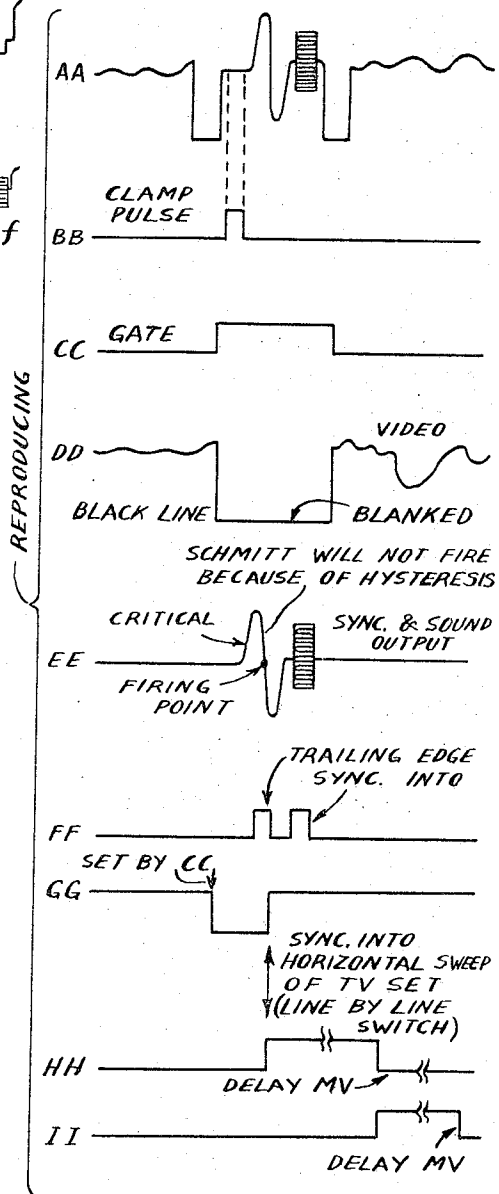 f
REPRODUCING
AA
CLAMP
PULSE
BB
GATE
CC
VIDEO
DD
BLACK LINE
BLANKED
SCHMITT WILL NOT FIRE
BECAUSE OF HYSTERESIS
CRITICAL
SYNC. & SOUND
OUTPUT
EE
FIRING
POINT
TRAILING EDGE
SYNC. INTO
FF
SET BY CC
GG
SYNC. INTO
HORIZONTAL SWEEP
OF TV SET
(LINE BY LINE
SWITCH)
HH
DELAY MV
II
DELAY MV